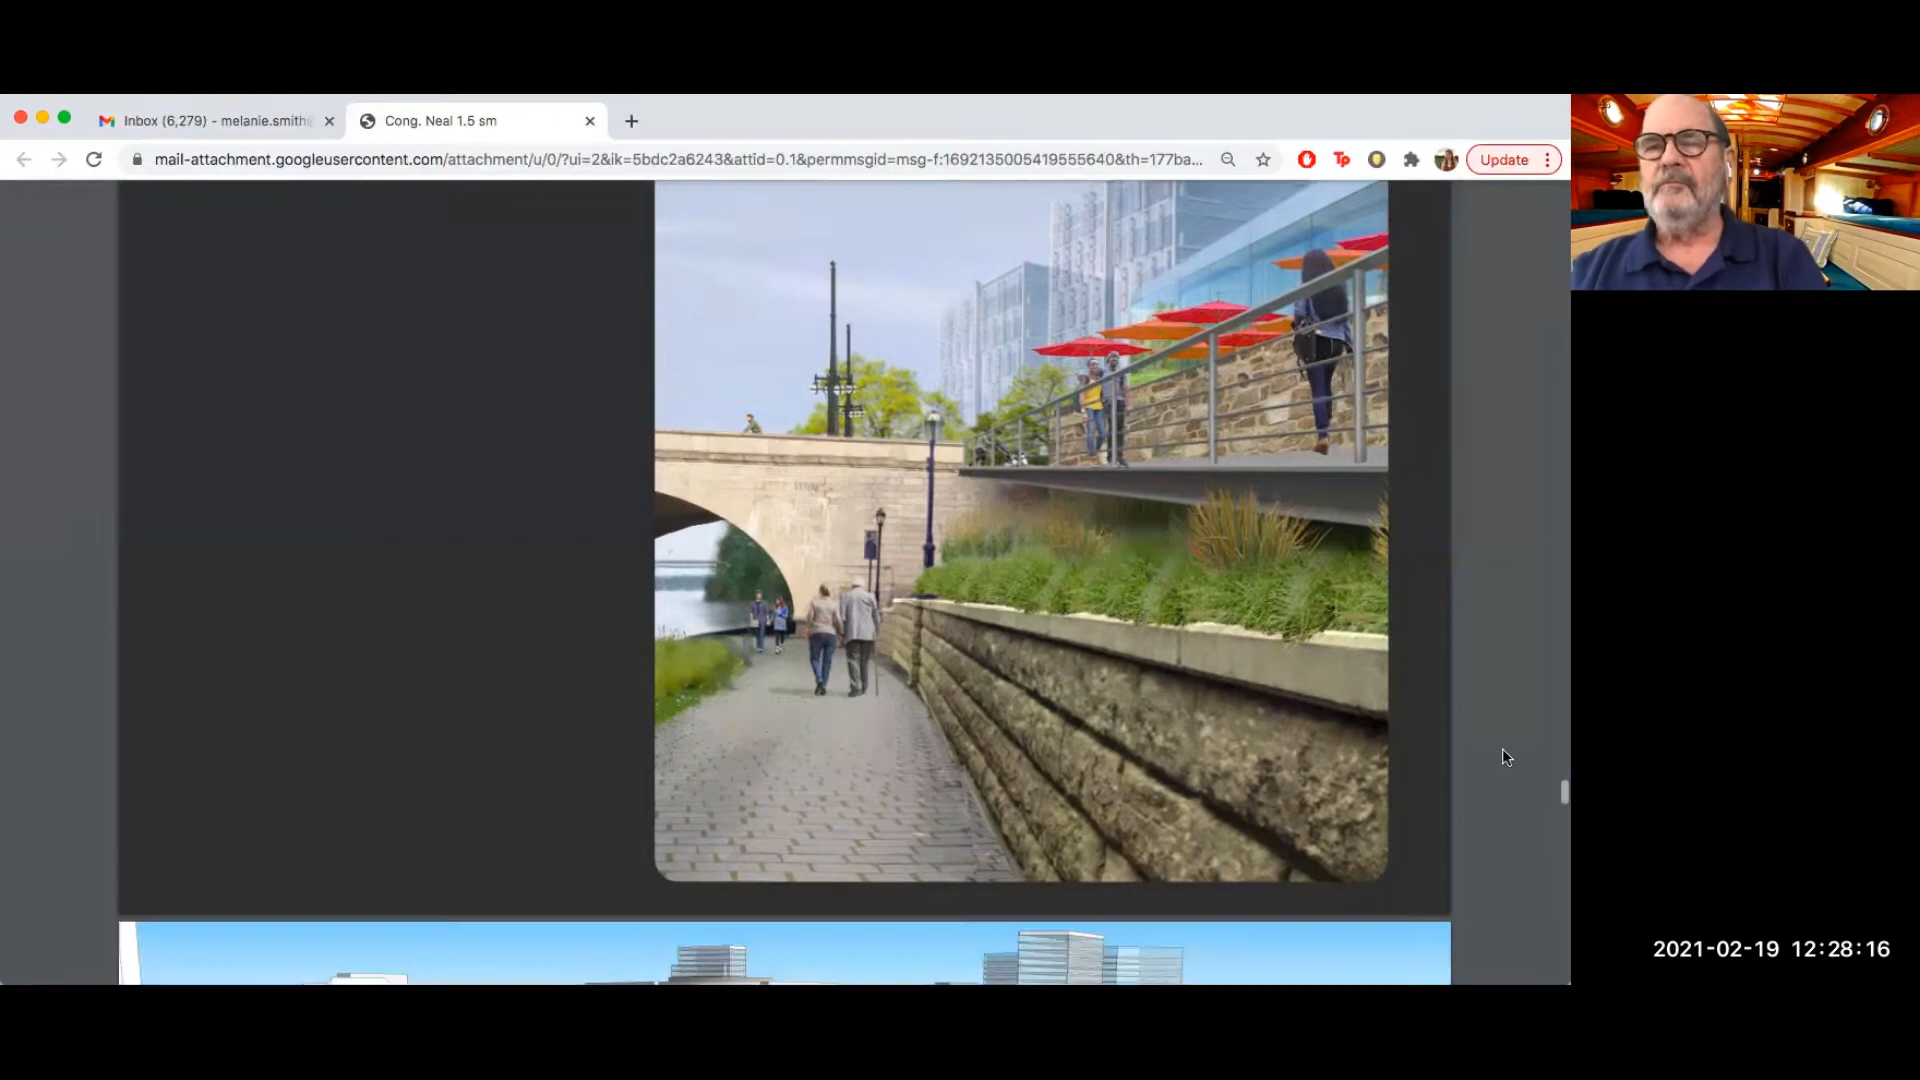 Inbox (6,279) - melanie.smith@
Cong. Neal 1.5 sm
mail-attachment.googleusercontent.com/attachment/u/0/?ui=2&ik=5bdc2a6243&attid=0.1&permmsgid=msg-f:1692135005419555640&th=177ba...
Tp
Update
2021-02-19 12:28:16